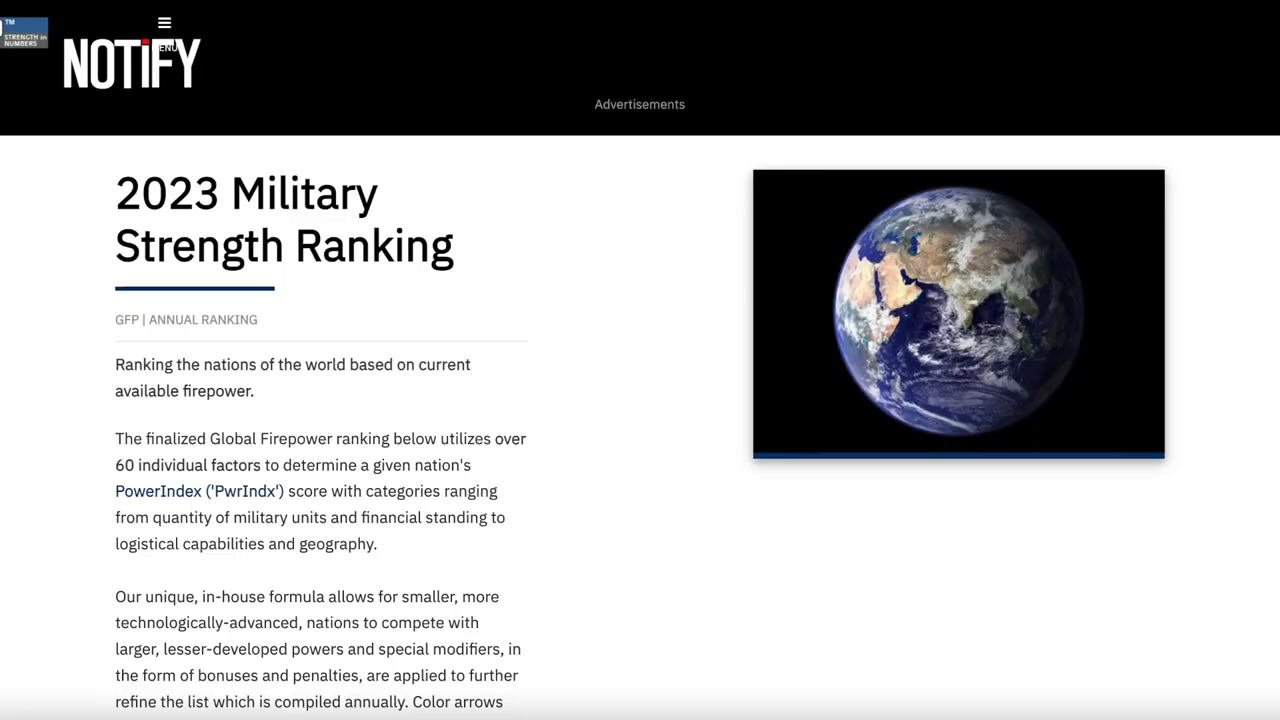 TM
STRENGTH in
NUMBERS
NOTiFY
Advertisements
2023 Military
Strength Ranking
GFP | ANNUAL RANKING
Ranking the nations of the world based on current
available firepower.
The finalized Global Firepower ranking below utilizes over
60 individual factors to determine a given nation's
PowerIndex ('PwrIndx') score with categories ranging
from quantity of military units and financial standing to
logistical capabilities and geography.
Our unique, in-house formula allows for smaller, more
technologically-advanced, nations to compete with
larger, lesser-developed powers and special modifiers, in
the form of bonuses and penalties, are applied to further
refine the list which is compiled annually. Color arrows